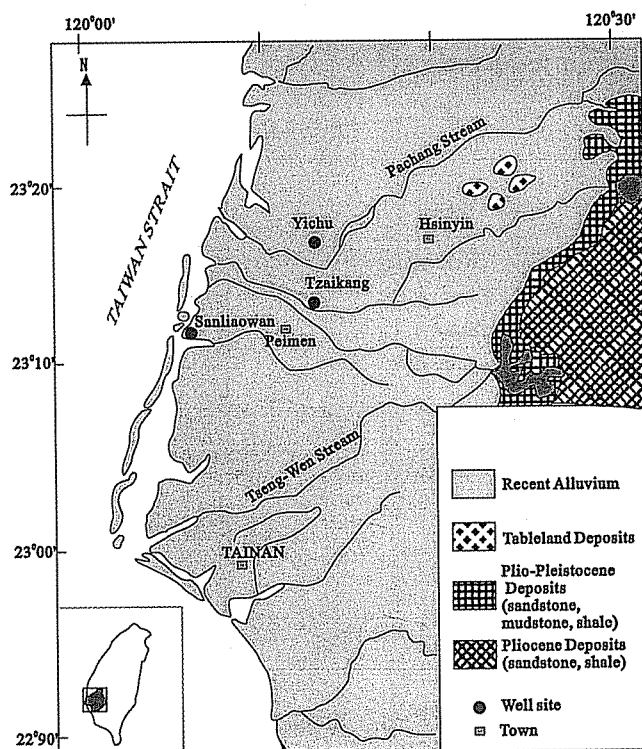 120°00'
120°30'
N
23°20'
TAIWAN STRAIT
Pachang Stream
Yichu
Hsinyin
Tzaikang
Sanliaowan
Peimen
23°10'
Tseng-Wen Stream
23°00'
TAINAN
22°90'
Recent Alluvium
Tableland Deposits
Plio-Pleistocene
Deposits
(sandstone,
mudstone, shale)
Pliocene Deposits
(sandstone, shale)
Well site
Town